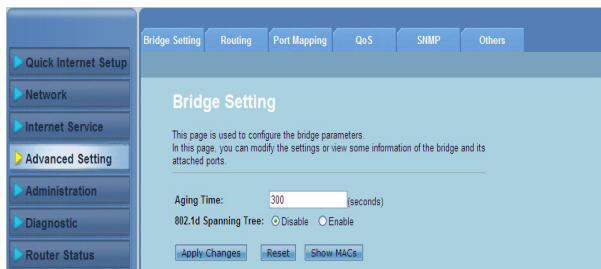 Bridge Setting Routing Port Mapping QoS SNMP Others
Quick Internet Setup
Network
Internet Service
Advanced Setting
Administration
Diagnostic
Router Status
Bridge Setting
This page is used to configure the bridge parameters.
In this page, you can modify the settings or view some information of the bridge and its
attached ports.
Aging Time: 300 (seconds)
802.1d Spanning Tree: Disable Enable
Apply Changes Reset Show MACs